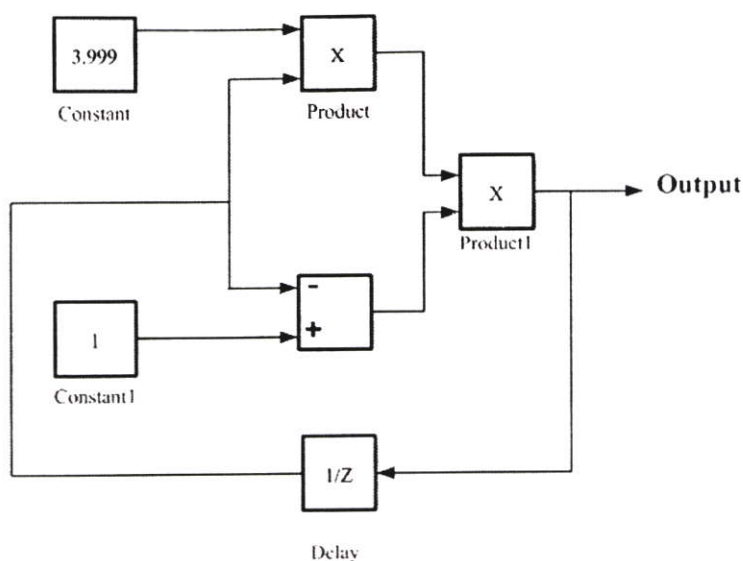 3.999
Constant
X
Product
X
Product1
Output
-
+
1
Constant1
1/Z
Delay